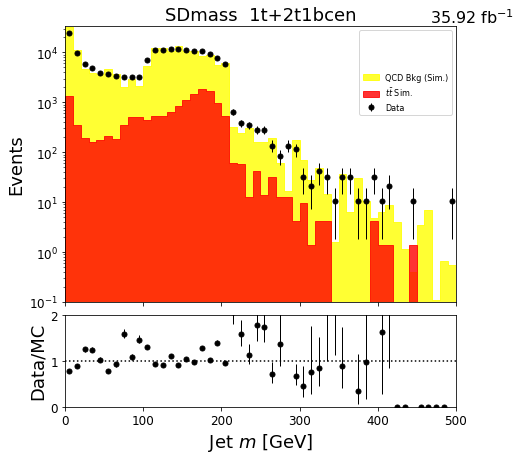 SDmass 1t+2t1bcen
35.92 fb⁻¹
QCD Bkg (Sim.)
tt̄ Sim.
Data
Events
10⁴
10³
10²
10¹
10⁰
10⁻¹
Data/MC
2
1
0
0 100 200 300 400 500
Jet m [GeV]